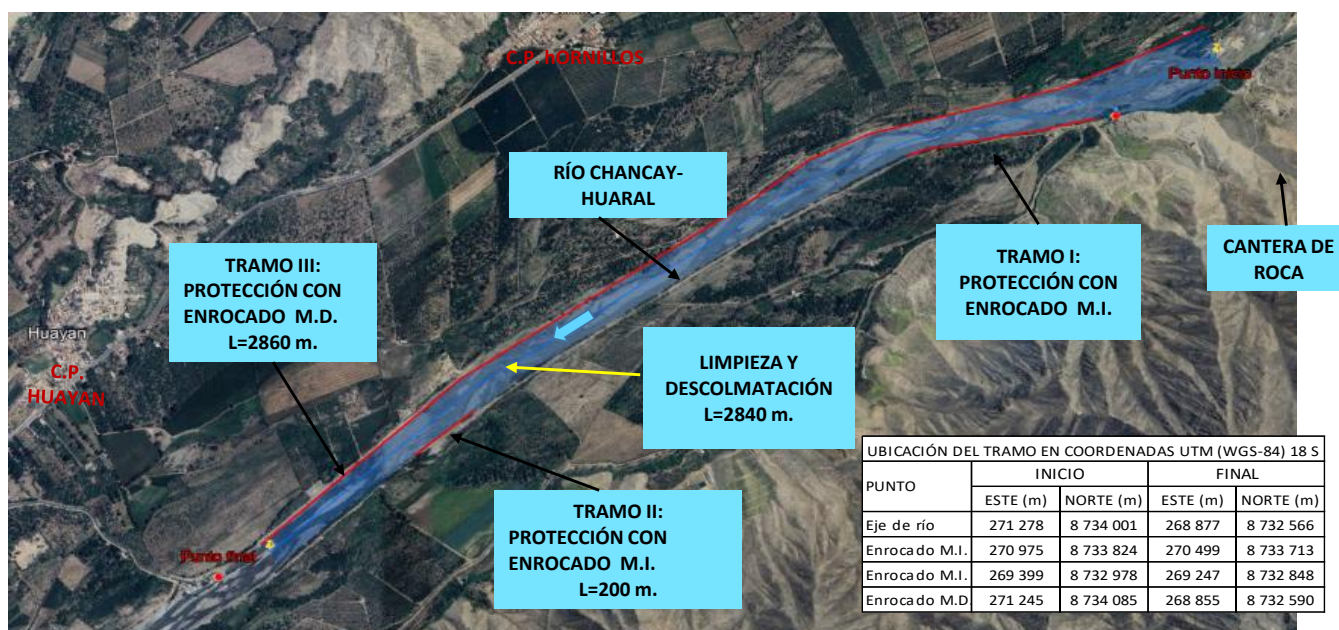 C.P. hORNILLOS
Punto Inicio
RÍO CHANCAY-
HUARAL
TRAMO I:
PROTECCIÓN CON
ENROCADO M.I.
CANTERA DE
ROCA
TRAMO III:
PROTECCIÓN CON
ENROCADO M.D.
L=2860 m.
Huayan
C.P.
HUAYAN
LIMPIEZA Y
DESCOLMATACIÓN
L=2840 m.
TRAMO II:
PROTECCIÓN CON
ENROCADO M.I.
L=200 m.
Punto final
UBICACIÓN DEL TRAMO EN COORDENADAS UTM (WGS-84) 18 S
PUNTO INICIO FINAL
ESTE (m) NORTE (m) ESTE (m) NORTE (m)
Eje de río 271 278 8 734 001 268 877 8 732 566
Enrocado M.I. 270 975 8 733 824 270 499 8 733 713
Enrocado M.I. 269 399 8 732 978 269 247 8 732 848
Enrocado M.D 271 245 8 734 085 268 855 8 732 590